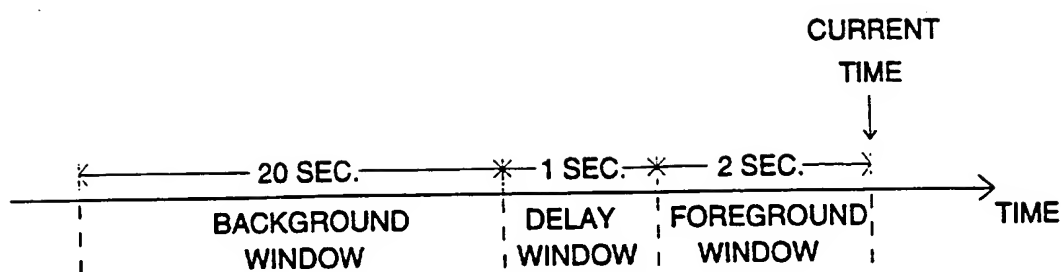 CURRENT
TIME
20 SEC. 1 SEC. 2 SEC.
TIME
BACKGROUND DELAY FOREGROUND
WINDOW WINDOW WINDOW